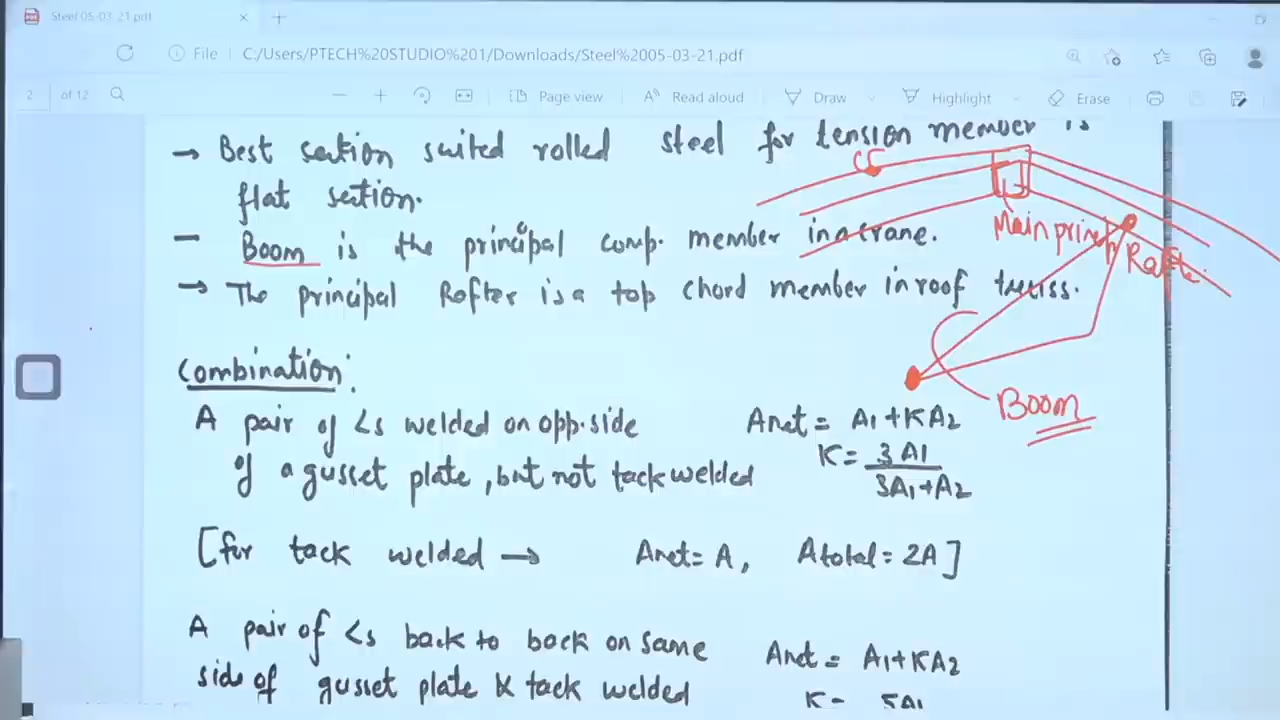 Steel 05-03-21.pdf
File C:/Users/PTECH%20STUDIO%201/Downloads/Steel%2005-03-21.pdf
2 of 12 Page view Read aloud Draw Highlight Erase
→ Best section suited rolled steel for tension member is
flat section.
- Boom is the principal comp. member in a crane.
→ The principal Rofter is a top chord member in roof truss.
Main principl Rafter
Boom
Combination:
A pair of ∠s welded on opp. side
of a gusset plate, but not tack welded
Anet = A1 + KA2
K = 3A1
3A1 + A2
[for tack welded → Anet = A, Atotal = 2A]
A pair of ∠s back to back on same
side of gusset plate & tack welded
Anet = A1 + KA2
K = 5A1